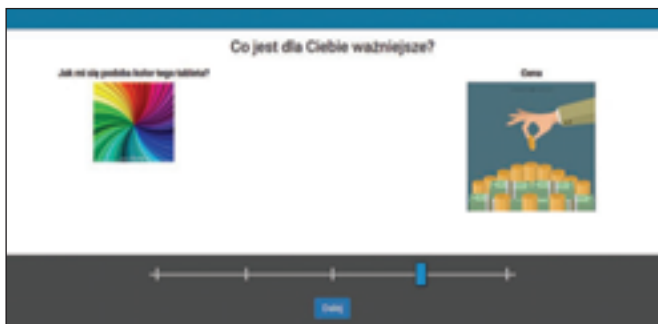 Co jest dla Ciebie ważniejsze?
Jak mi się podoba kolor tego tabletu?
Cena
Dalej